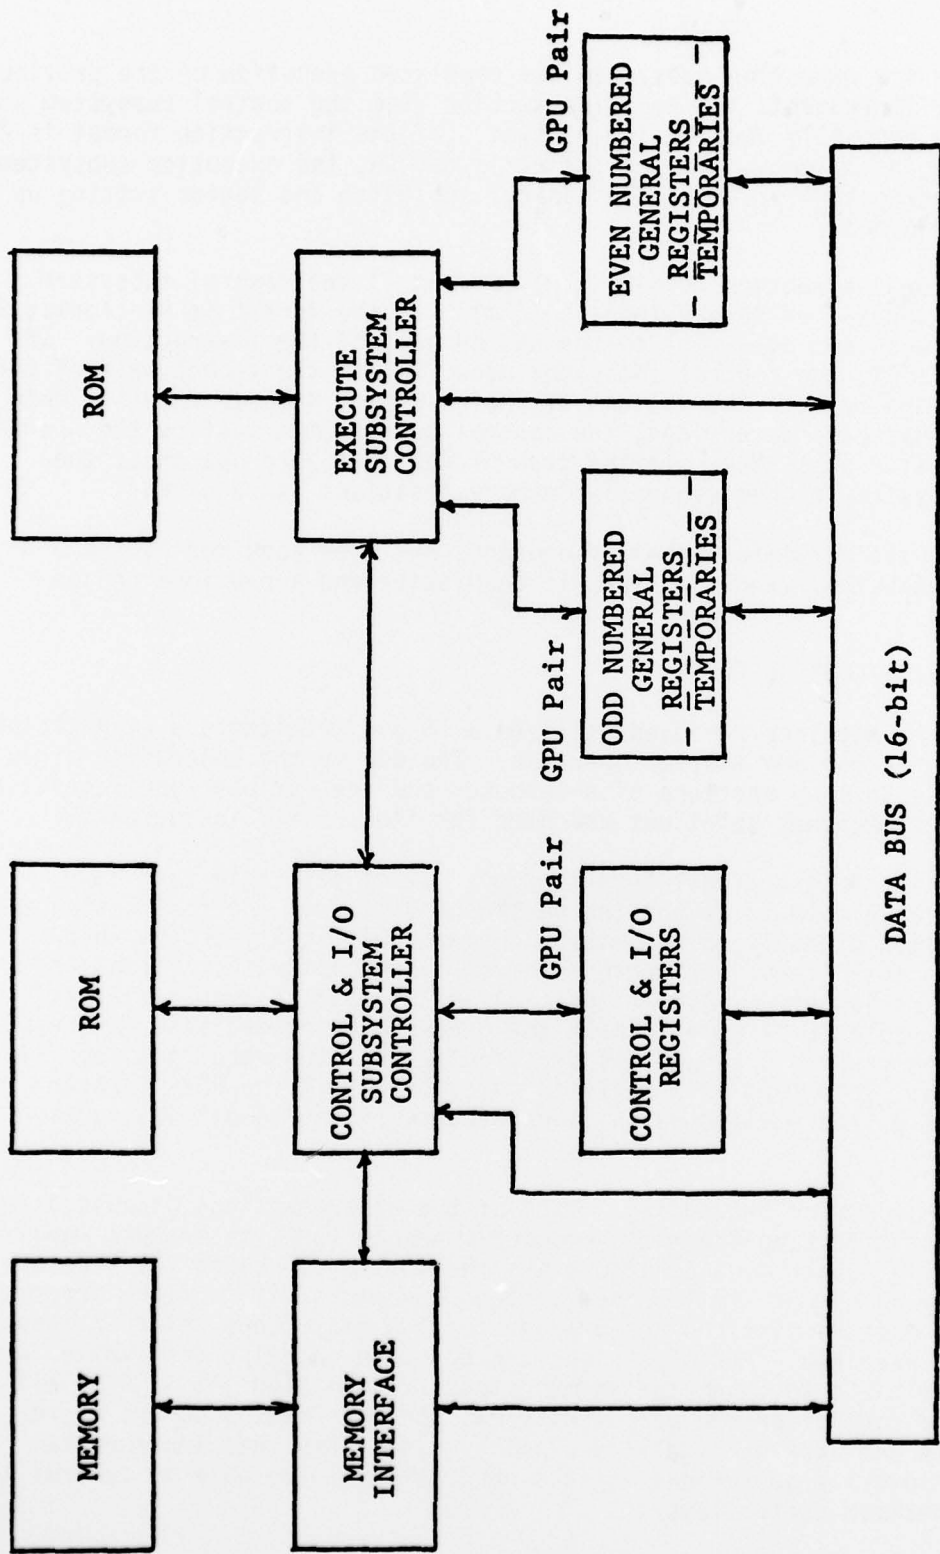 MEMORY
ROM
ROM
MEMORY
INTERFACE
CONTROL & I/O
SUBSYSTEM
CONTROLLER
EXECUTE
SUBSYSTEM
CONTROLLER
GPU Pair
GPU Pair
GPU Pair
CONTROL & I/O
REGISTERS
ODD NUMBERED
GENERAL
REGISTERS
TEMPORARIES
EVEN NUMBERED
GENERAL
REGISTERS
TEMPORARIES
DATA BUS (16-bit)